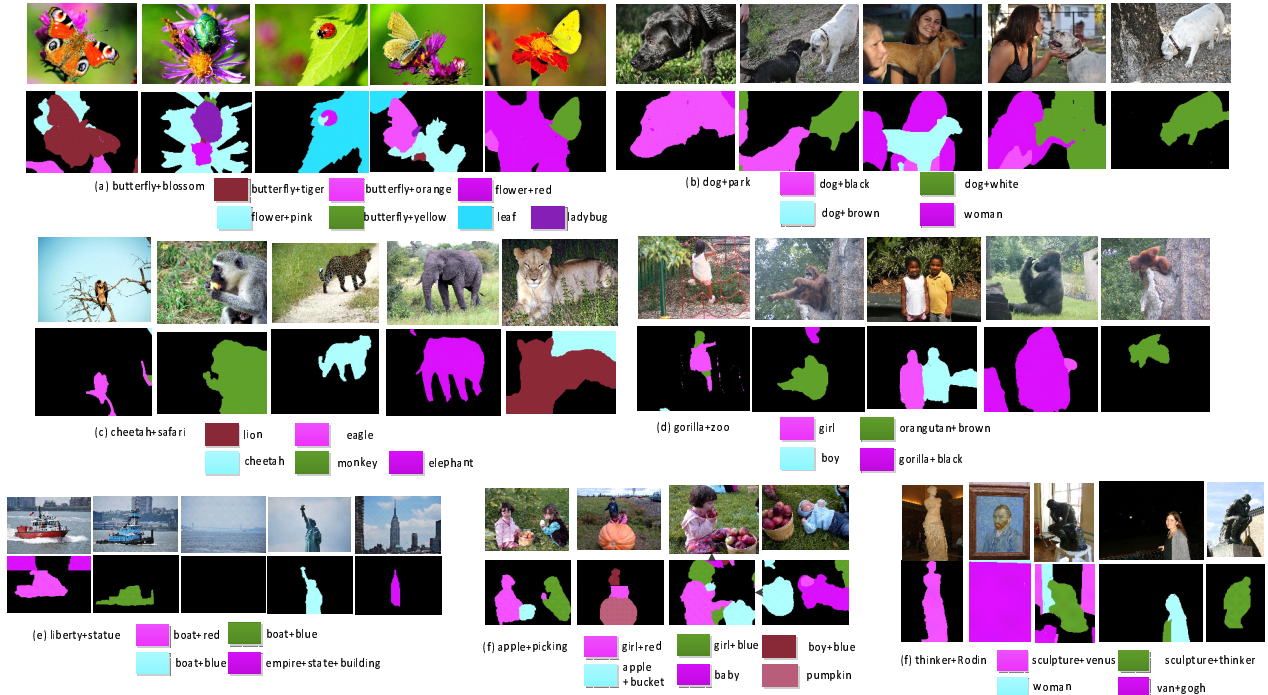 (a) butterfly+blossom
butterfly+tiger
butterfly+orange
flower+red
flower+pink
butterfly+yellow
leaf
ladybug
(b) dog+park
dog+black
dog+white
dog+brown
woman
(c) cheetah+safari
lion
eagle
cheetah
monkey
elephant
(d) gorilla+zoo
girl
orangutan+brown
boy
gorilla+black
(e) liberty+statue
boat+red
boat+blue
boat+blue
empire+state+building
(f) apple+picking
girl+red
girl+blue
boy+blue
apple
+bucket
baby
pumpkin
(f) thinker+Rodin
sculpture+venus
sculpture+thinker
woman
van+gogh